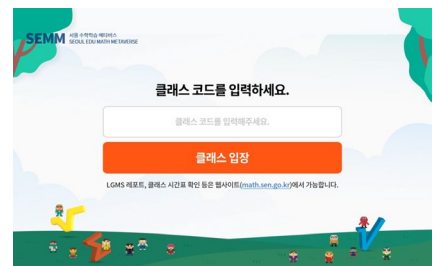 SEMM 서울수학학습 메타버스
SEOUL EDU MATH METAVERSE
클래스 코드를 입력하세요.
클래스 코드를 입력해주세요.
클래스 입장
LGMS 레포트, 클래스 시간표 확인 등은 웹사이트(math.sen.go.kr)에서 가능합니다.